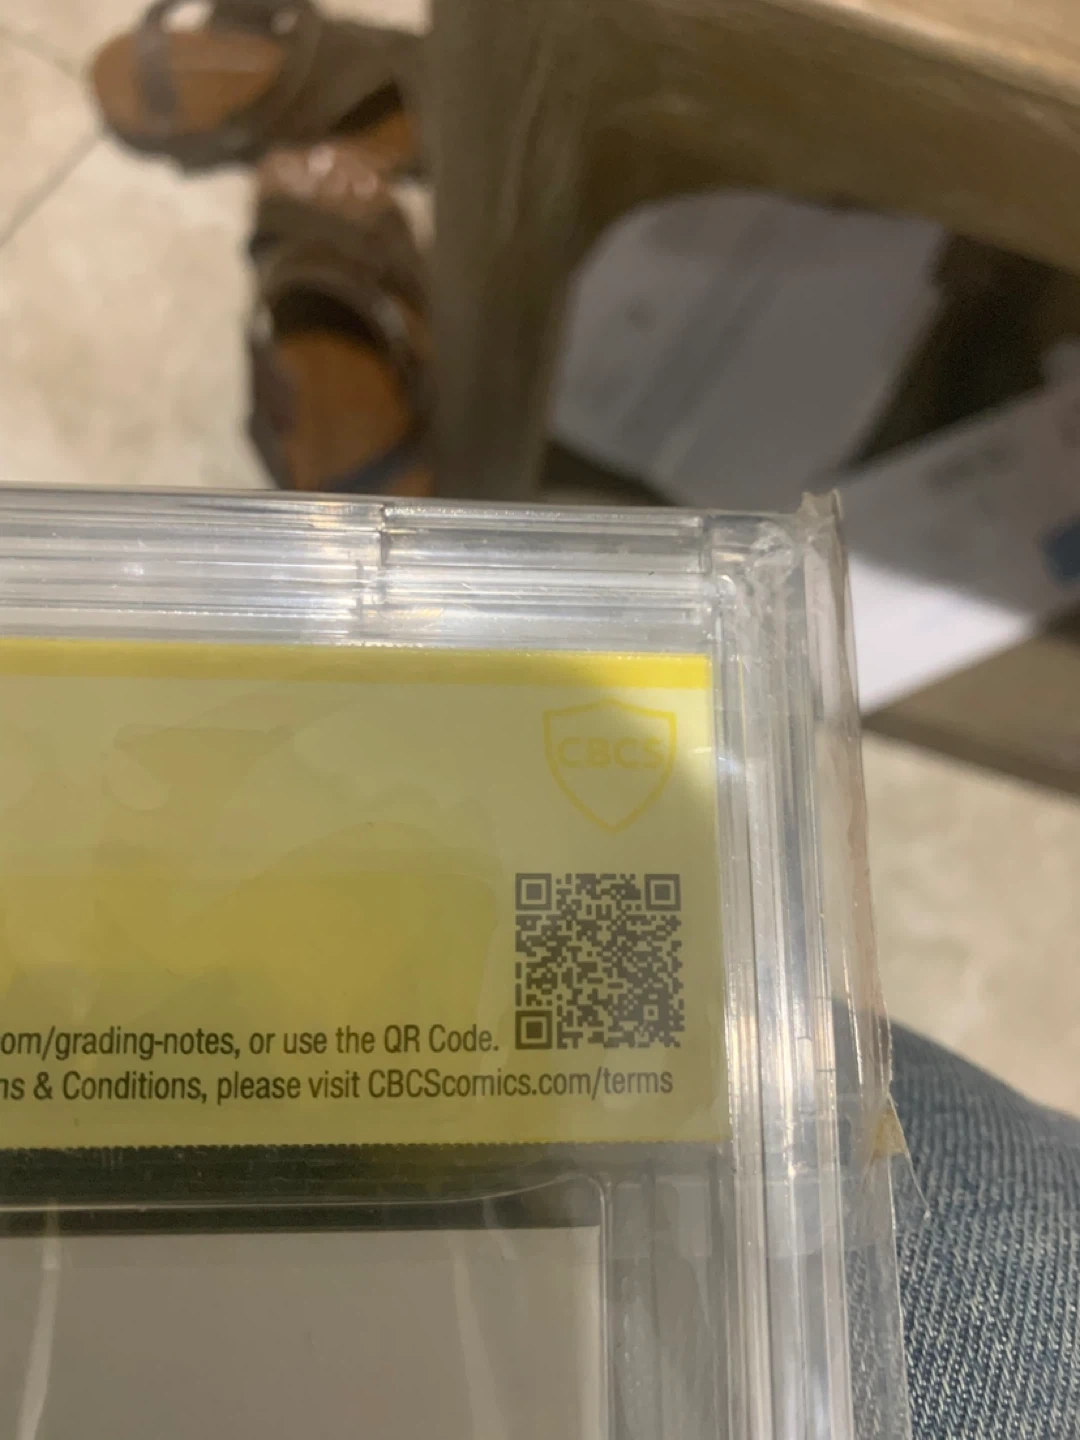 CBCS
om/grading-notes, or use the QR Code.
ns & Conditions, please visit CBCScomics.com/terms